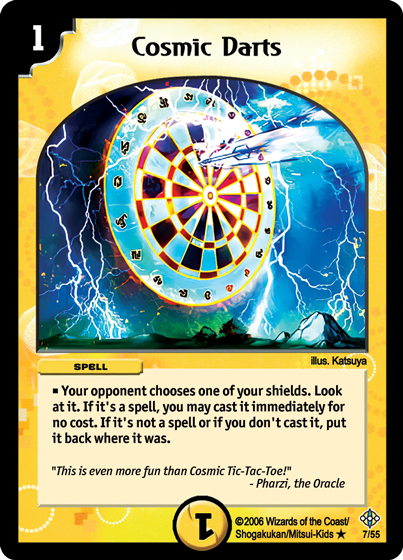 1
Cosmic Darts
illus. Katsuya
SPELL
▪ Your opponent chooses one of your shields. Look
at it. If it's a spell, you may cast it immediately for
no cost. If it's not a spell or if you don't cast it, put
it back where it was.
"This is even more fun than Cosmic Tic-Tac-Toe!"
- Pharzi, the Oracle
1
©2006 Wizards of the Coast/
Shogakukan/Mitsui-Kids ★ 7/55